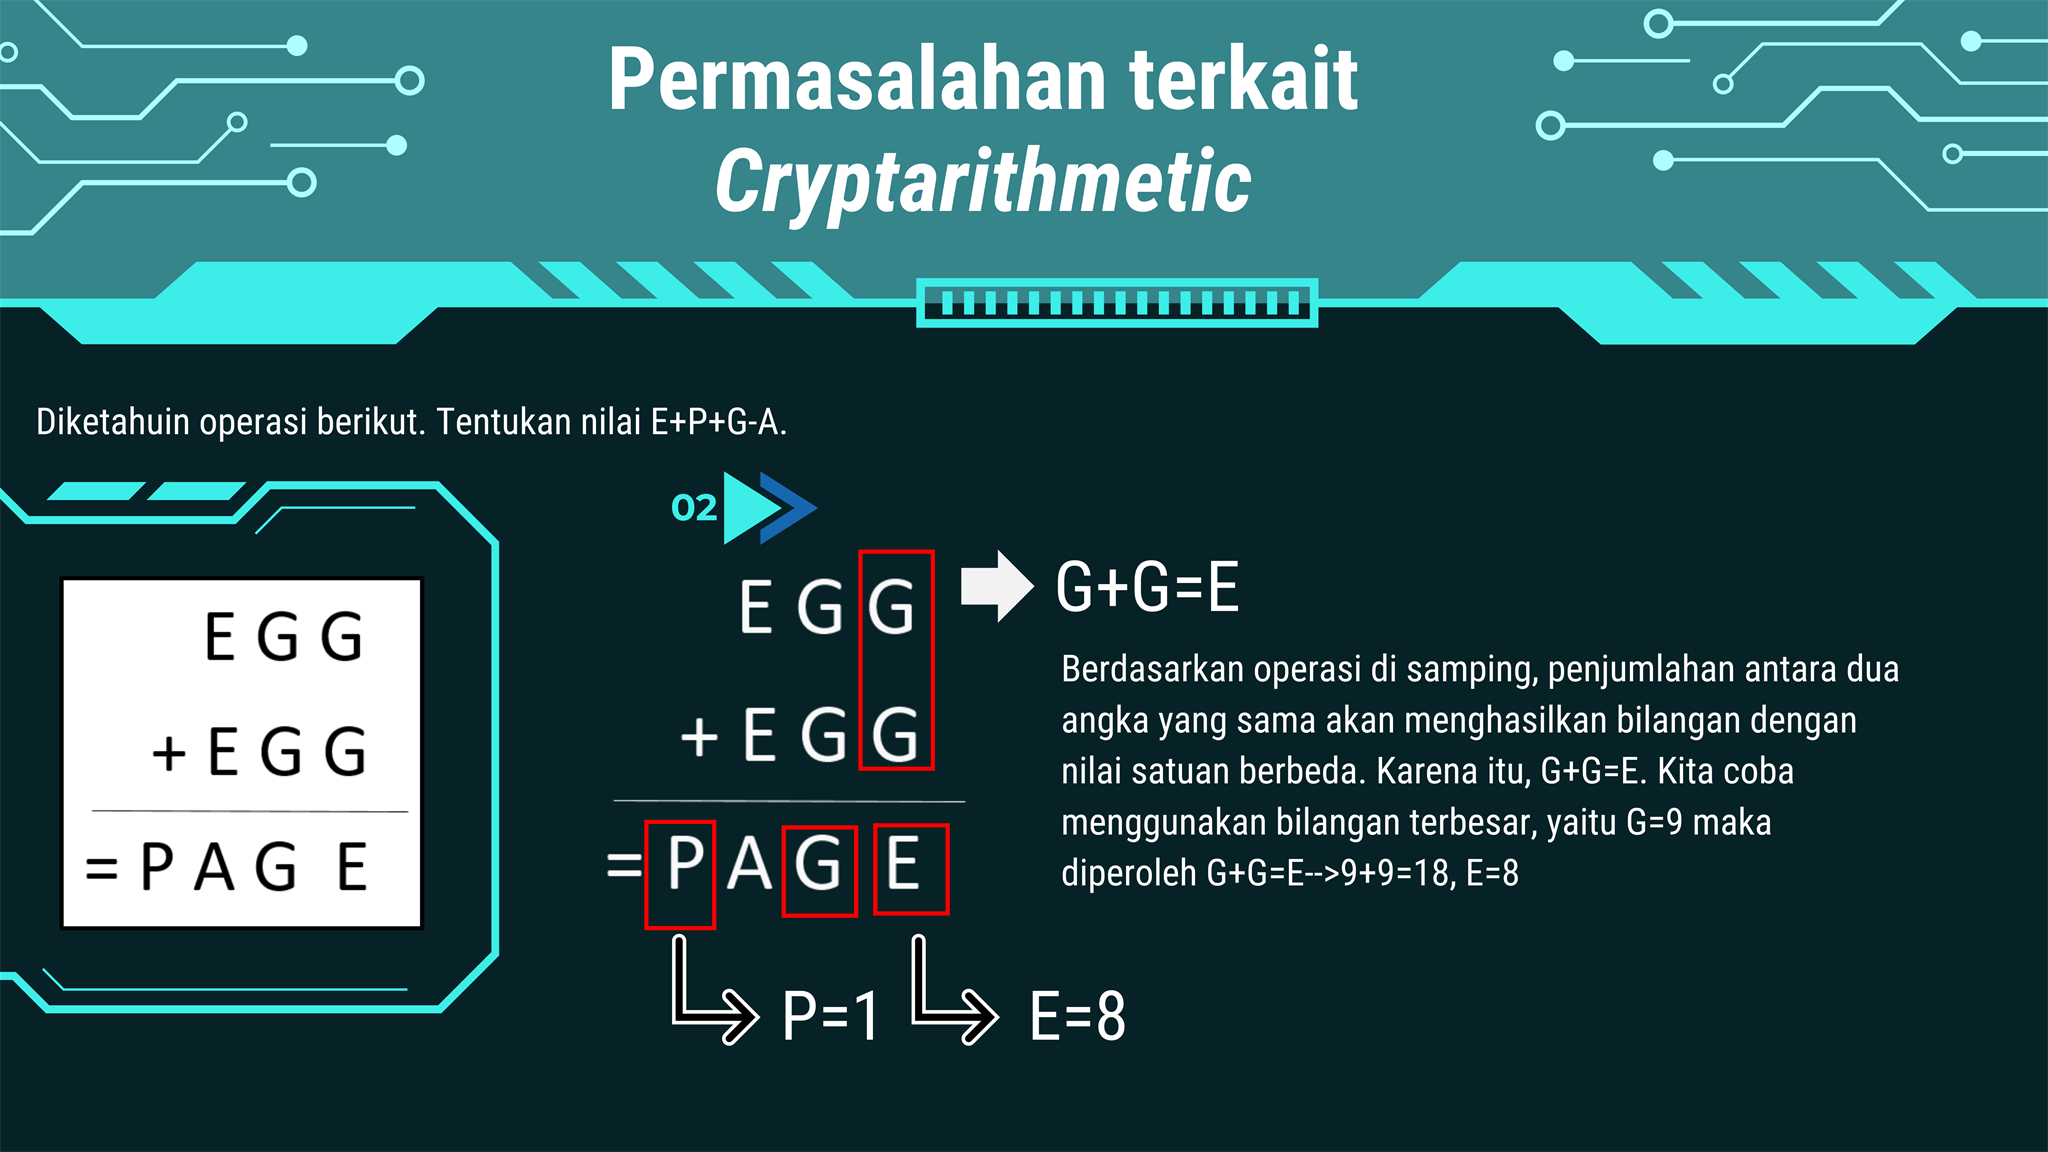 Permasalahan terkait
Cryptarithmetic
Diketahuin operasi berikut. Tentukan nilai E+P+G-A.
E G G
+ E G G
= P A G E
02
E G G
+ E G G
= P A G E
P=1
E=8
G+G=E
Berdasarkan operasi di samping, penjumlahan antara dua
angka yang sama akan menghasilkan bilangan dengan
nilai satuan berbeda. Karena itu, G+G=E. Kita coba
menggunakan bilangan terbesar, yaitu G=9 maka
diperoleh G+G=E-->9+9=18, E=8